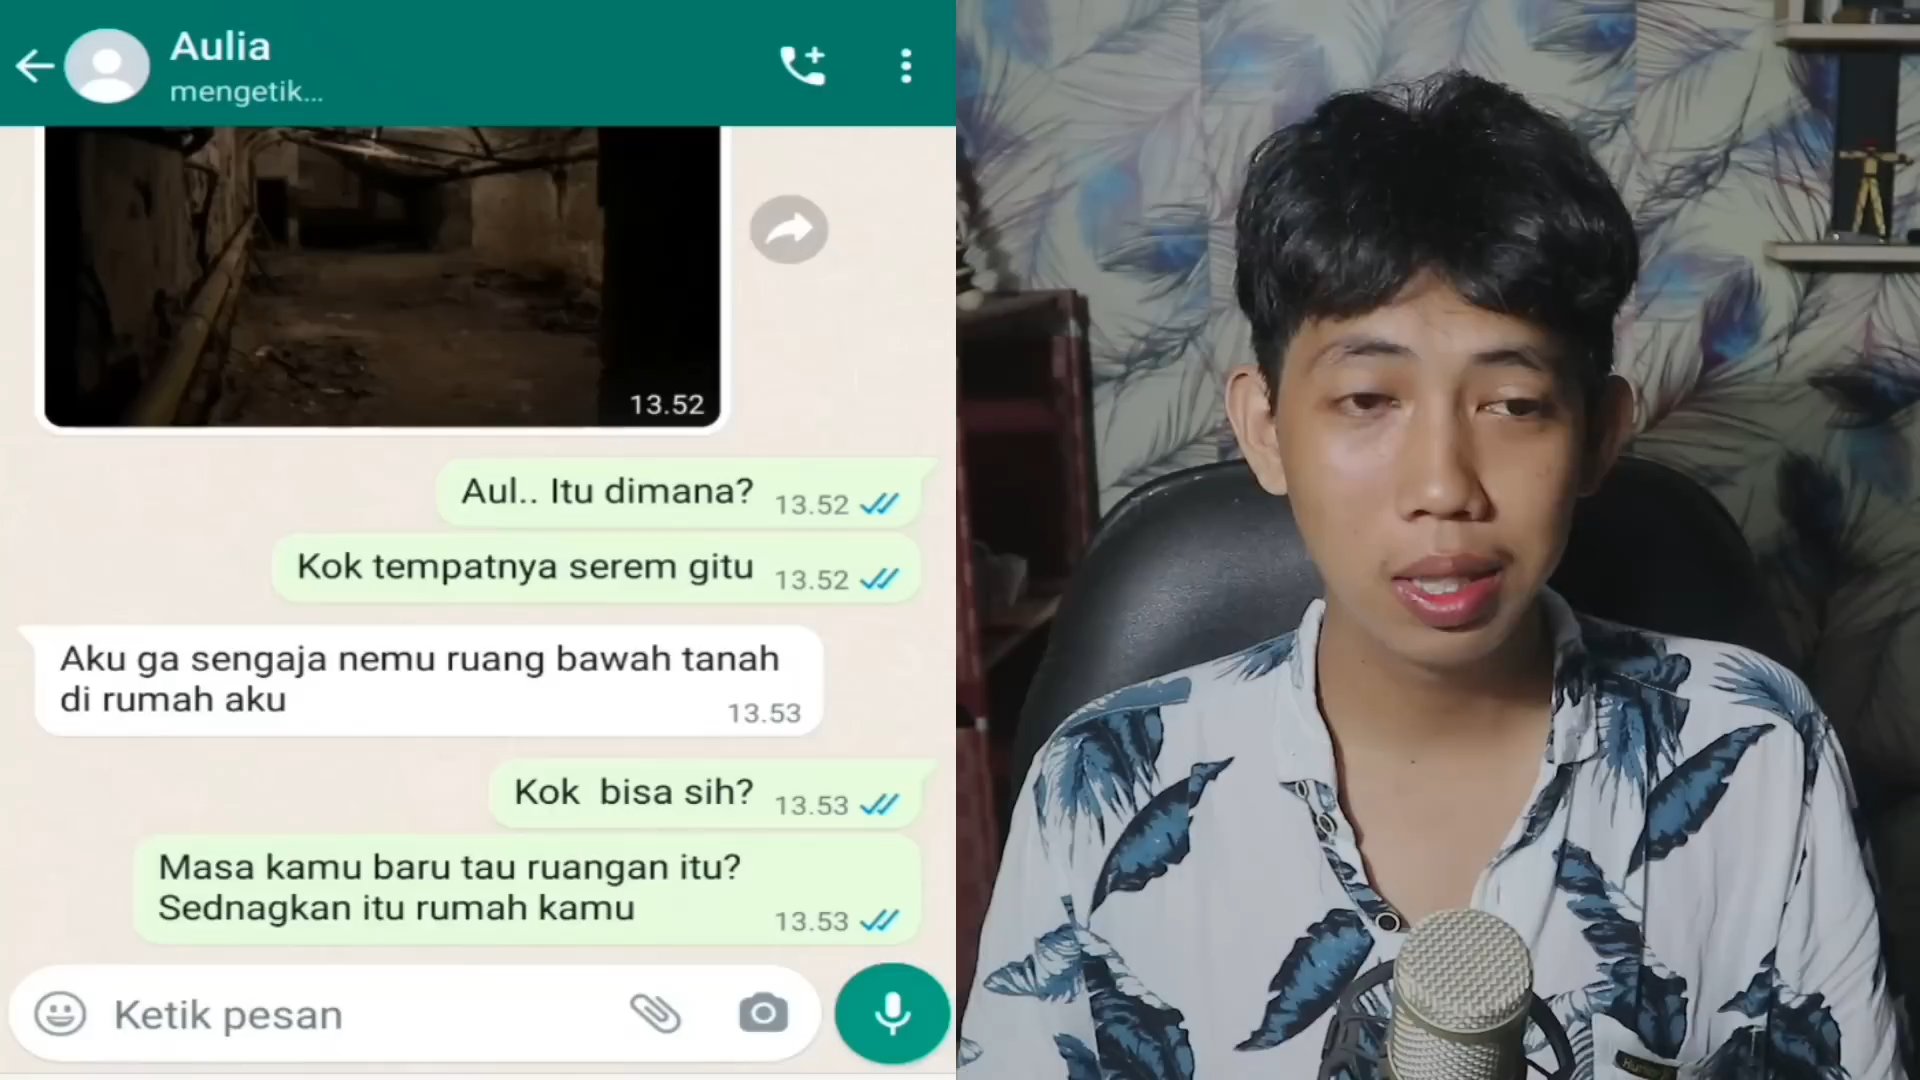 Aulia
mengetik...
13.52
Aul.. Itu dimana? 13.52
Kok tempatnya serem gitu 13.52
Aku ga sengaja nemu ruang bawah tanah
di rumah aku
13.53
Kok bisa sih? 13.53
Masa kamu baru tau ruangan itu?
Sednagkan itu rumah kamu
13.53
Ketik pesan